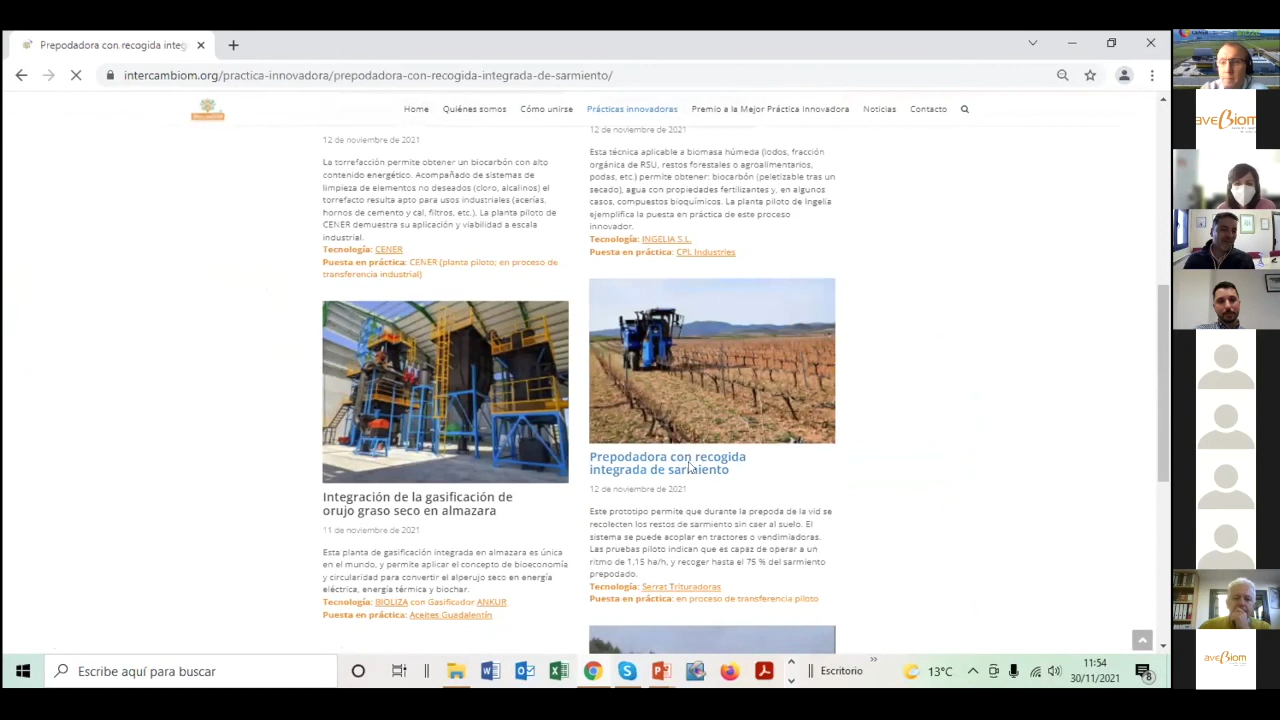 Prepodadora con recogida integ
intercambiom.org/practica-innovadora/prepodadora-con-recogida-integrada-de-sarmiento/
Home Quiénes somos Cómo unirse Prácticas innovadoras Premio a la Mejor Práctica Innovadora Noticias Contacto
12 de noviembre de 2021
La torrefacción permite obtener un biocarbón con alto
contenido energético. Acompañado de sistemas de
limpieza de elementos no deseados (cloro, alcalinos) el
torrefacto resulta apto para usos industriales (acerías,
hornos de cemento y cal, filtros, etc.). La planta piloto de
CENER demuestra su aplicación y viabilidad a escala
industrial.
Tecnología: CENER
Puesta en práctica: CENER (planta piloto; en proceso de
transferencia industrial)
Integración de la gasificación de
orujo graso seco en almazara
11 de noviembre de 2021
Esta planta de gasificación integrada en almazara es única
en el mundo, y permite aplicar el concepto de bioeconomía
y circularidad para convertir el alperujo seco en energía
eléctrica, energía térmica y biochar.
Tecnología: BIOLIZA con Gasificador ANKUR
Puesta en práctica: Aceites Guadalentín
12 de noviembre de 2021
Esta técnica aplicable a biomasa húmeda (lodos, fracción
orgánica de RSU, restos forestales o agroalimentarios,
podas, etc.) permite obtener: biocarbón (peletizable tras un
secado), agua con propiedades fertilizantes y, en algunos
casos, compuestos bioquímicos. La planta piloto de Ingelia
ejemplifica la puesta en práctica de este proceso
innovador.
Tecnología: INGELIA S.L.
Puesta en práctica: CPL Industries
Prepodadora con recogida
integrada de sarmiento
12 de noviembre de 2021
Este prototipo permite que durante la prepoda de la vid se
recolecten los restos de sarmiento sin caer al suelo. El
sistema se puede acoplar en tractores o vendimiadoras.
Las pruebas piloto indican que es capaz de operar a un
ritmo de 1,15 ha/h, y recoger hasta el 75 % del sarmiento
prepodado.
Tecnología: Serrat Trituradoras
Puesta en práctica: en proceso de transferencia piloto
Escribe aquí para buscar
Escritorio
13°C
11:54
30/11/2021
8
aveBiom
aveBiom